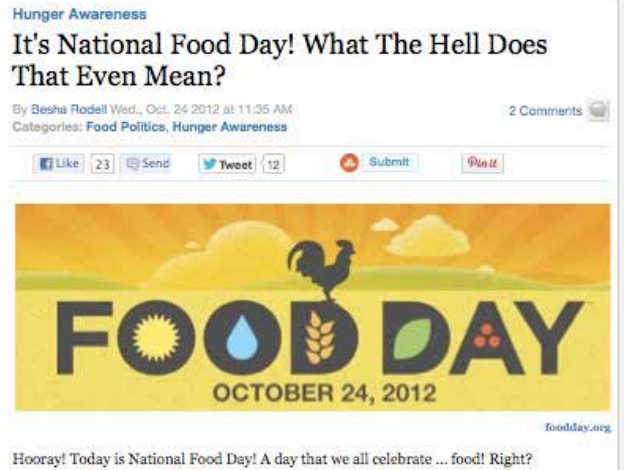 Hunger Awareness
It's National Food Day! What The Hell Does
That Even Mean?
By Besha Rodell Wed., Oct. 24 2012 at 11:35 AM
2 Comments
Categories: Food Politics, Hunger Awareness
Like 23 Send Tweet 12 Submit Pin it
FOOD DAY
OCTOBER 24, 2012
foodday.org
Hooray! Today is National Food Day! A day that we all celebrate ... food! Right?